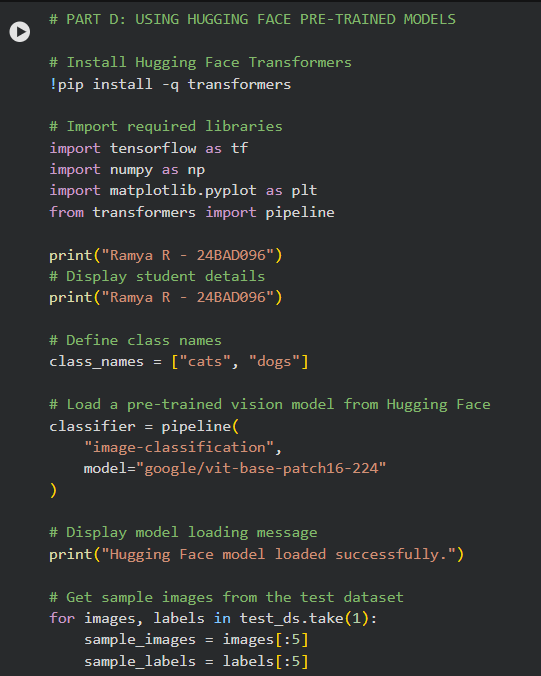 # PART D: USING HUGGING FACE PRE-TRAINED MODELS

# Install Hugging Face Transformers
!pip install -q transformers

# Import required libraries
import tensorflow as tf
import numpy as np
import matplotlib.pyplot as plt
from transformers import pipeline

print("Ramya R - 24BAD096")
# Display student details
print("Ramya R - 24BAD096")

# Define class names
class_names = ["cats", "dogs"]

# Load a pre-trained vision model from Hugging Face
classifier = pipeline(
    "image-classification",
    model="google/vit-base-patch16-224"
)

# Display model loading message
print("Hugging Face model loaded successfully.")

# Get sample images from the test dataset
for images, labels in test_ds.take(1):
    sample_images = images[:5]
    sample_labels = labels[:5]